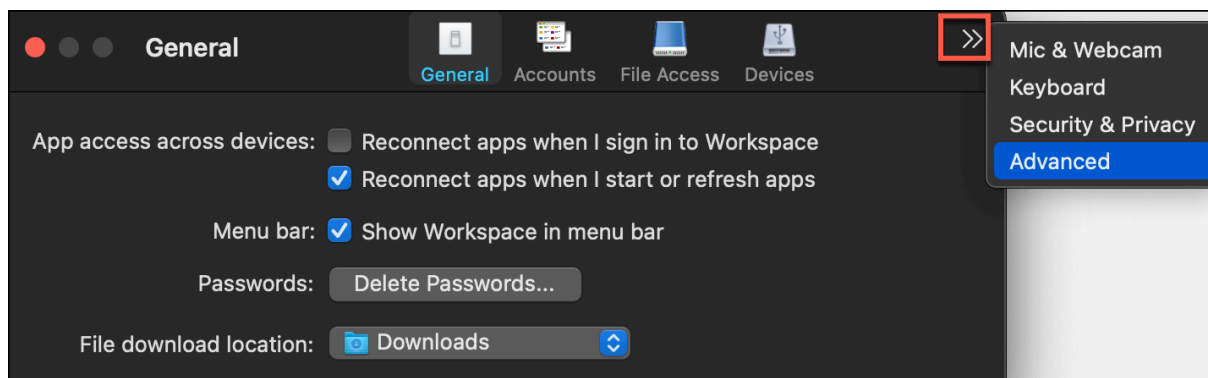 General
General Accounts File Access Devices
Mic & Webcam
Keyboard
Security & Privacy
Advanced
App access across devices: Reconnect apps when I sign in to Workspace
Reconnect apps when I start or refresh apps
Menu bar: Show Workspace in menu bar
Passwords: Delete Passwords...
File download location: Downloads